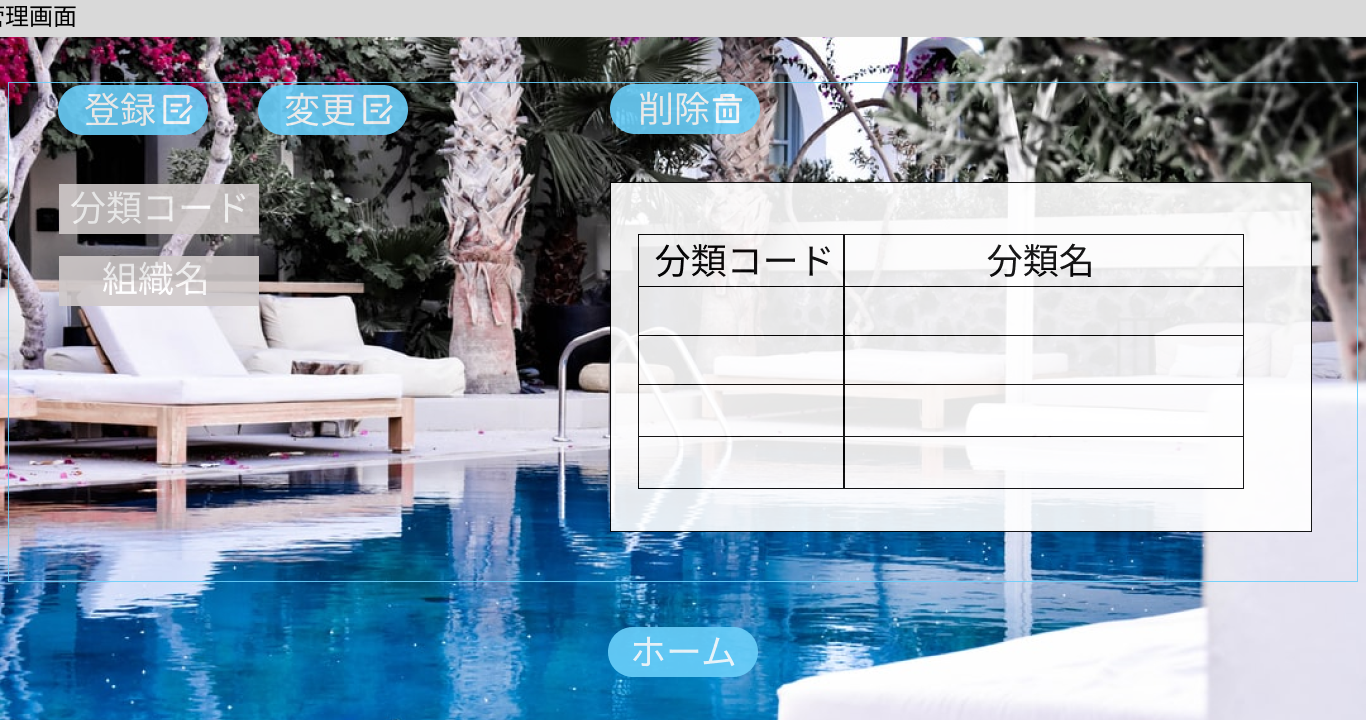 管理画面
登録
変更
削除
分類コード
組織名
分類コード 分類名
ホーム